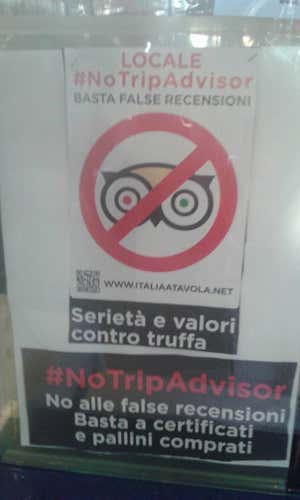 LOCALE
#NoTripAdvisor
BASTA FALSE RECENSIONI
WWW.ITALIAATAVOLA.NET
Serietà e valori
contro truffa
#NoTripAdvisor
No alle false recensioni
Basta a certificati
e pallini comprati